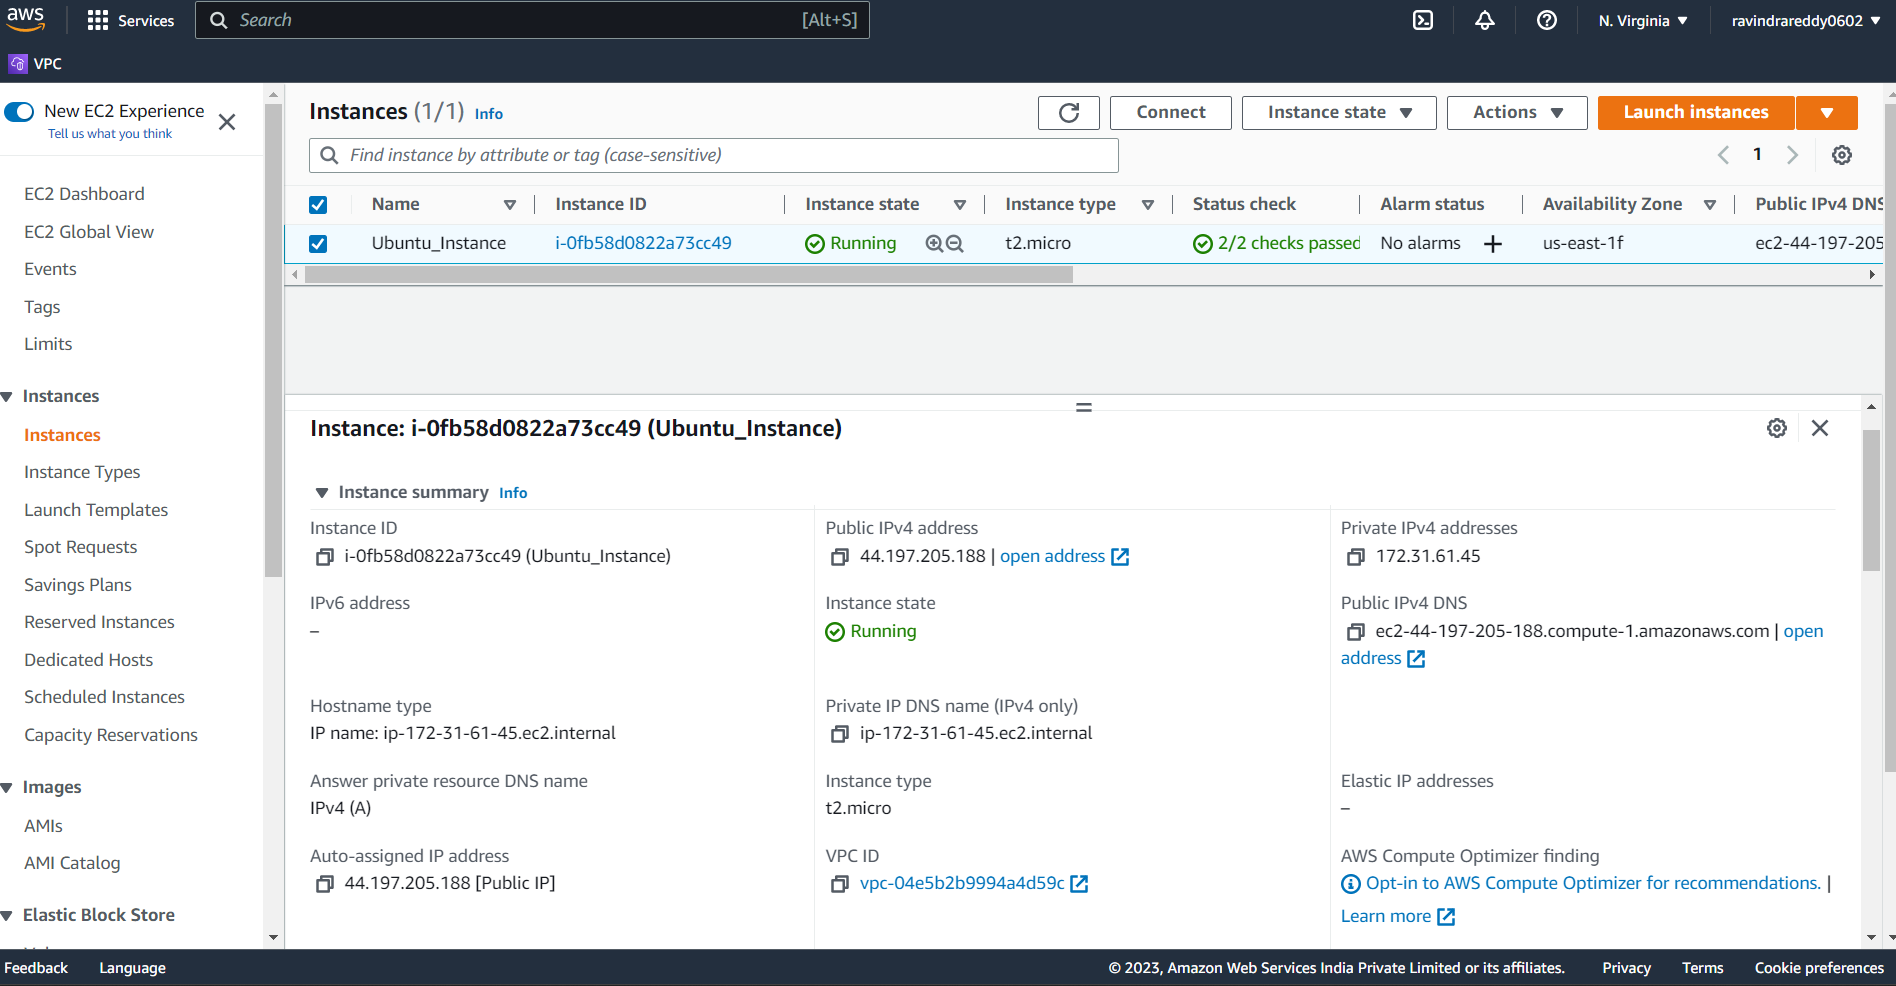 aws
Services
Search [Alt+S]
N. Virginia
ravindrareddy0602
VPC
New EC2 Experience
Tell us what you think
EC2 Dashboard
EC2 Global View
Events
Tags
Limits
Instances
Instances
Instance Types
Launch Templates
Spot Requests
Savings Plans
Reserved Instances
Dedicated Hosts
Scheduled Instances
Capacity Reservations
Images
AMIs
AMI Catalog
Elastic Block Store
Instances (1/1) Info
Connect
Instance state
Actions
Launch instances
Find instance by attribute or tag (case-sensitive)
1
Name Instance ID Instance state Instance type Status check Alarm status Availability Zone Public IPv4 DNS
Ubuntu_Instance i-0fb58d0822a73cc49 Running t2.micro 2/2 checks passed No alarms + us-east-1f ec2-44-197-205
Instance: i-0fb58d0822a73cc49 (Ubuntu_Instance)
Instance summary Info
Instance ID
i-0fb58d0822a73cc49 (Ubuntu_Instance)
Public IPv4 address
44.197.205.188 | open address
Private IPv4 addresses
172.31.61.45
IPv6 address
–
Instance state
Running
Public IPv4 DNS
ec2-44-197-205-188.compute-1.amazonaws.com | open
address
Hostname type
IP name: ip-172-31-61-45.ec2.internal
Private IP DNS name (IPv4 only)
ip-172-31-61-45.ec2.internal
Answer private resource DNS name
IPv4 (A)
Instance type
t2.micro
Elastic IP addresses
–
Auto-assigned IP address
44.197.205.188 [Public IP]
VPC ID
vpc-04e5b2b9994a4d59c
AWS Compute Optimizer finding
Opt-in to AWS Compute Optimizer for recommendations. |
Learn more
Feedback
Language
© 2023, Amazon Web Services India Private Limited or its affiliates.
Privacy
Terms
Cookie preferences